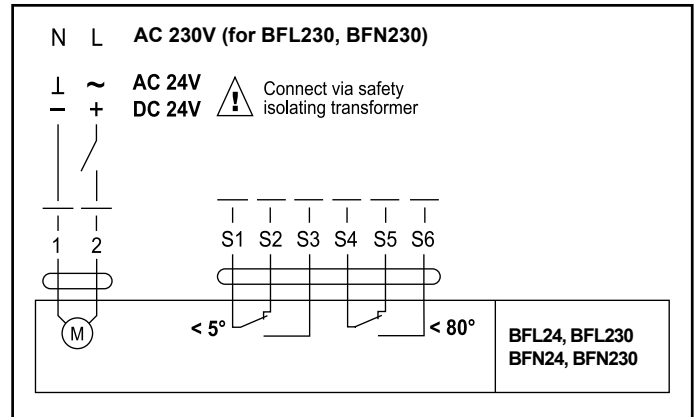 N L AC 230V (for BFL230, BFN230)
⊥ ~ AC 24V
− + DC 24V
Connect via safety
isolating transformer
1 2 S1 S2 S3 S4 S5 S6
M
< 5° < 80°
BFL24, BFL230
BFN24, BFN230